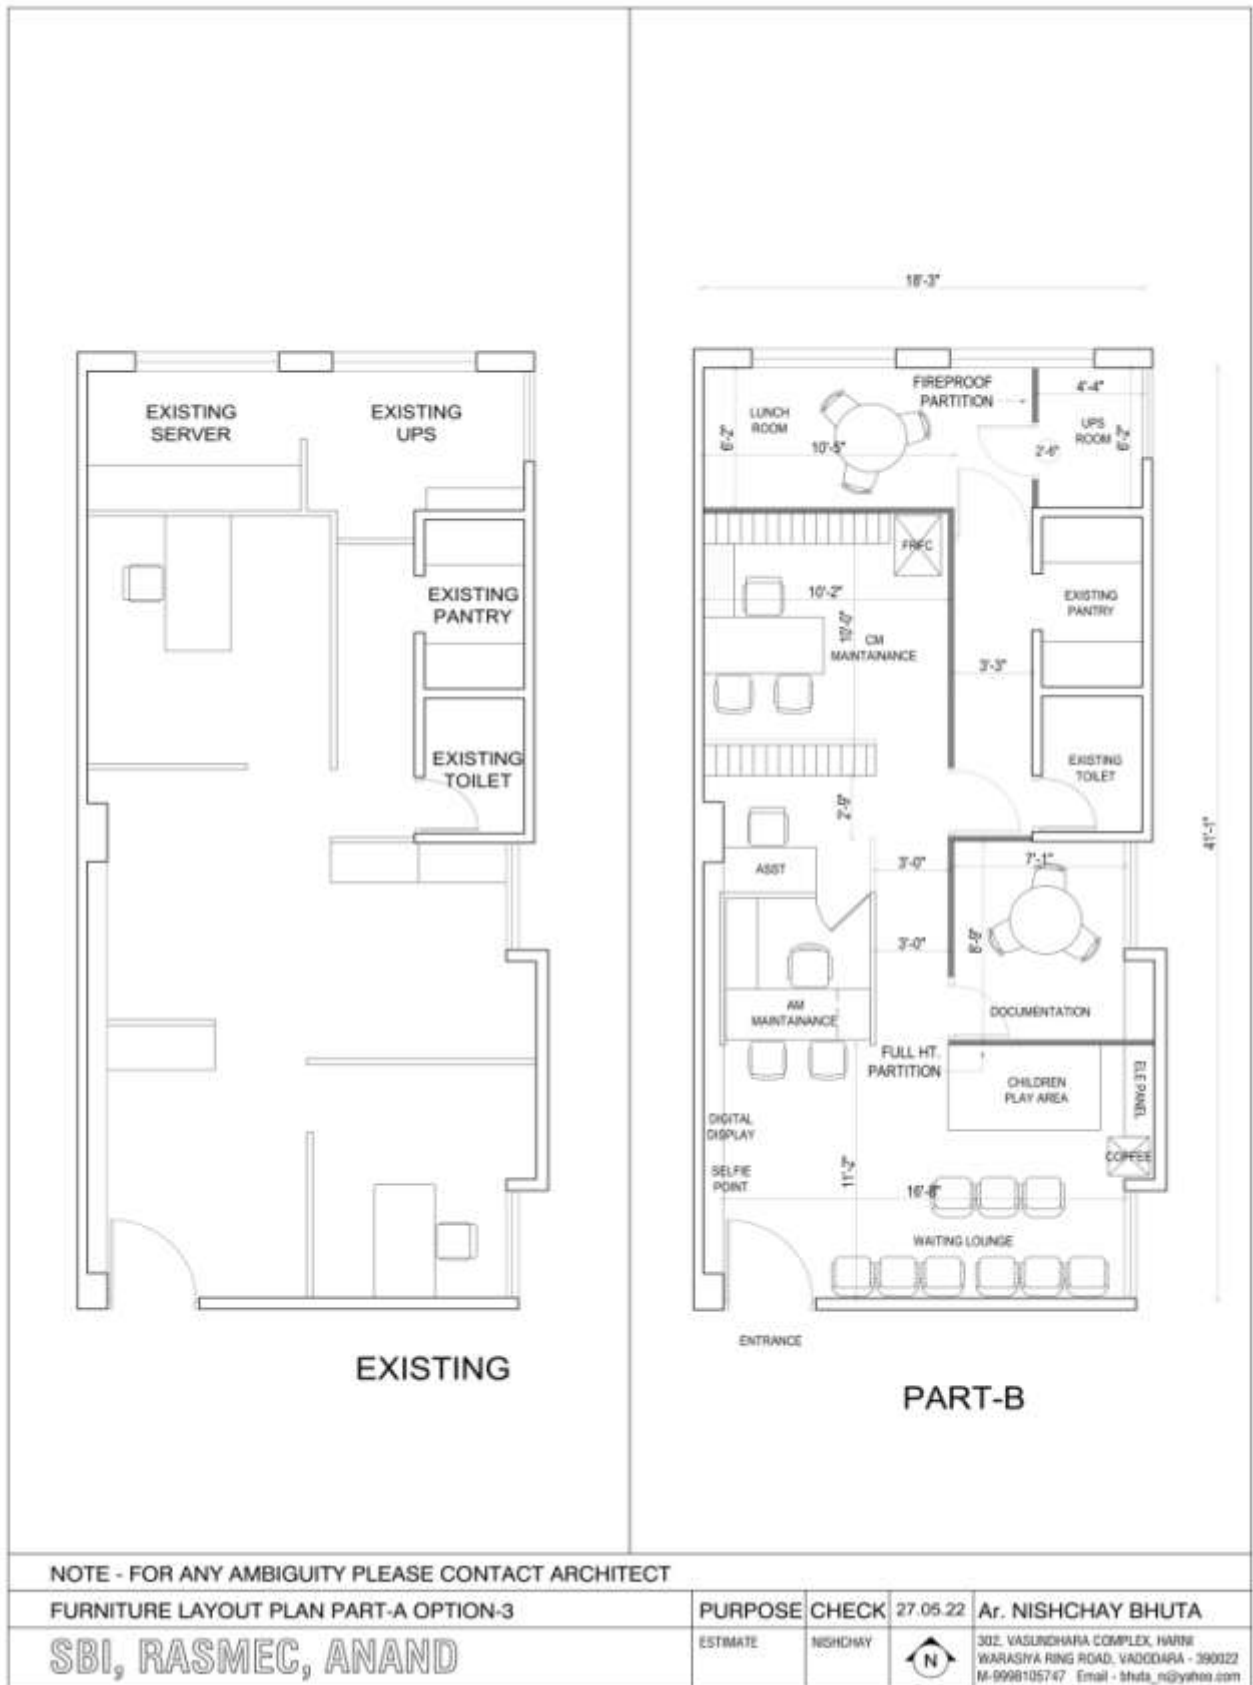 EXISTING
SERVER
EXISTING
UPS
EXISTING
PANTRY
EXISTING
TOILET
EXISTING
18'-3"
FIREPROOF
PARTITION
4'-4"
LUNCH
ROOM
UPS
ROOM
6'-2"
10'-5"
2'-6"
6'-2"
FRFC
10'-2"
10'-0"
CM
MAINTAINANCE
EXISTING
PANTRY
3'-3"
EXISTING
TOILET
2'-9"
41'-1"
ASST
3'-0"
7'-1"
3'-0"
AM
MAINTAINANCE
DOCUMENTATION
FULL HT.
PARTITION
CHILDREN
PLAY AREA
ELE PANEL
DIGITAL
DISPLAY
COFFEE
SELFIE
POINT
11'-2"
16'-8"
WAITING LOUNGE
ENTRANCE
PART-B
NOTE - FOR ANY AMBIGUITY PLEASE CONTACT ARCHITECT
FURNITURE LAYOUT PLAN PART-A OPTION-3
PURPOSE CHECK 27.05.22 Ar. NISHCHAY BHUTA
SBI, RASMEC, ANAND
ESTIMATE NISHCHAY
N
302, VASUNDHARA COMPLEX, HARNI
WARASIYA RING ROAD, VADODARA - 390022
M-9998105747 Email - bhuta_n@yahoo.com